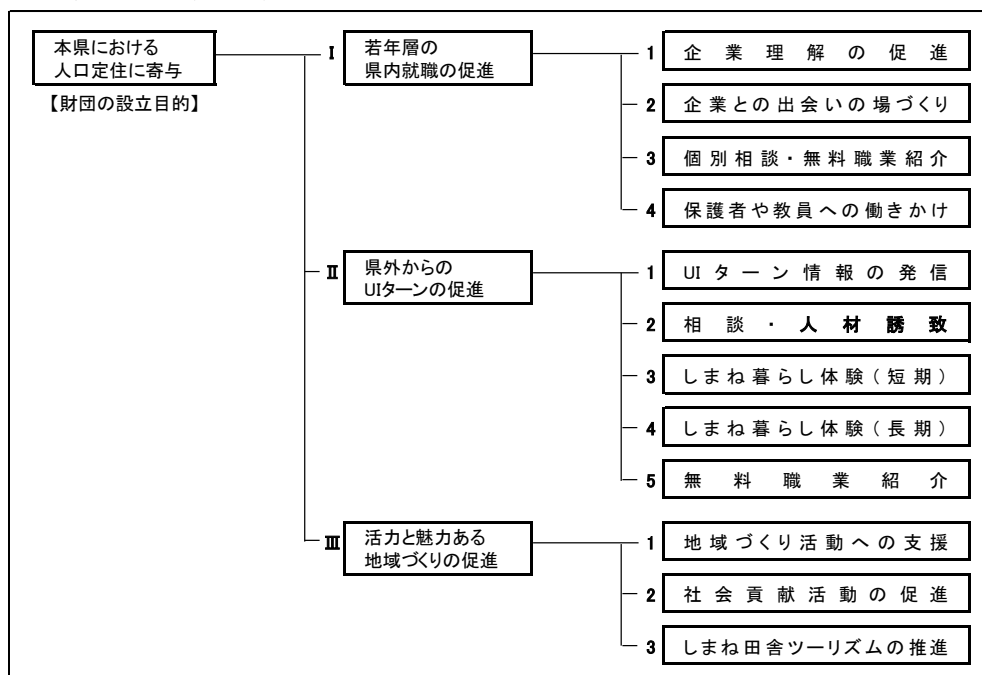 本県における
人口定住に寄与
【財団の設立目的】
Ⅰ 若年層の
県内就職の促進
1 企業理解の促進
2 企業との出会いの場づくり
3 個別相談・無料職業紹介
4 保護者や教員への働きかけ
Ⅱ 県外からの
UIターンの促進
1 UIターン情報の発信
2 相談・人材誘致
3 しまね暮らし体験(短期)
4 しまね暮らし体験(長期)
5 無料職業紹介
Ⅲ 活力と魅力ある
地域づくりの促進
1 地域づくり活動への支援
2 社会貢献活動の促進
3 しまね田舎ツーリズムの推進